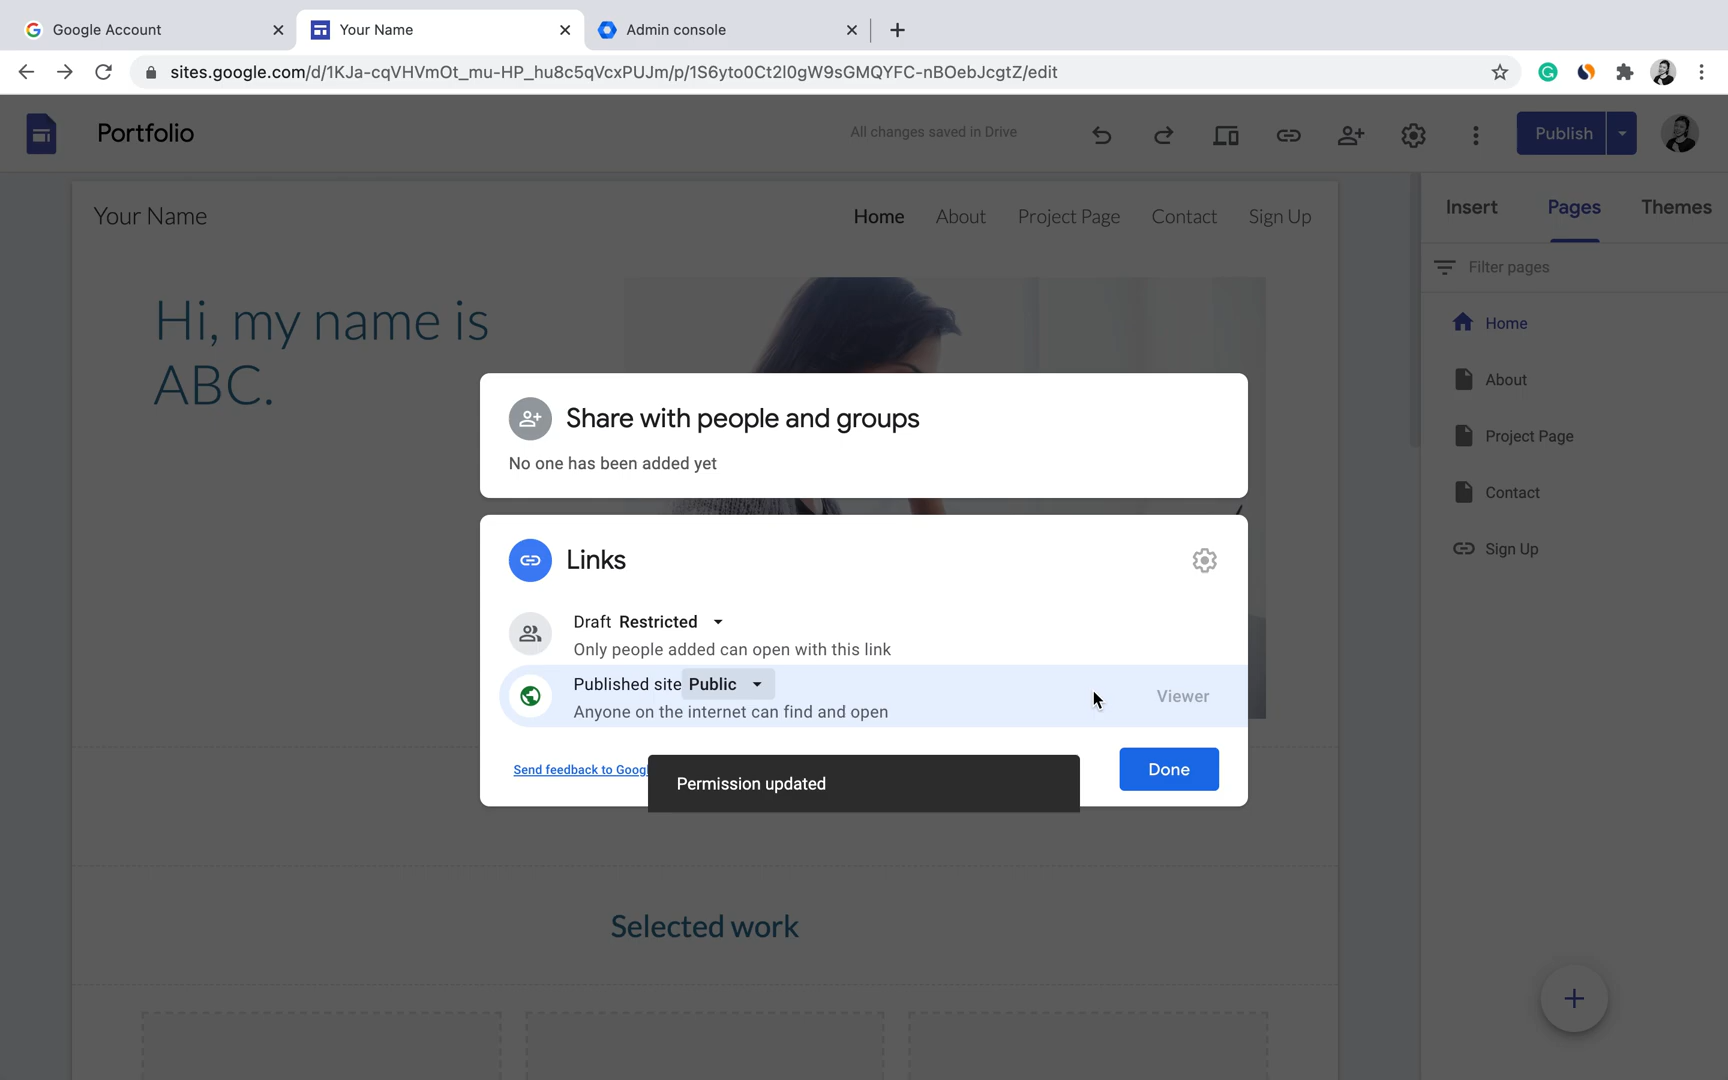 Google Account
Your Name
Admin console
sites.google.com/d/1KJa-cqVHVmOt_mu-HP_hu8c5qVcxPUJm/p/1S6yto0Ct2l0gW9sGMQYFC-nBOebJcgtZ/edit
Portfolio
All changes saved in Drive
Publish
Your Name
Home About Project Page Contact Sign Up
Insert Pages Themes
Filter pages
Home
About
Project Page
Contact
Sign Up
Hi, my name is
ABC.
Share with people and groups
No one has been added yet
Links
Draft Restricted
Only people added can open with this link
Published site Public
Anyone on the internet can find and open
Viewer
Send feedback to Googl
Permission updated
Done
Selected work